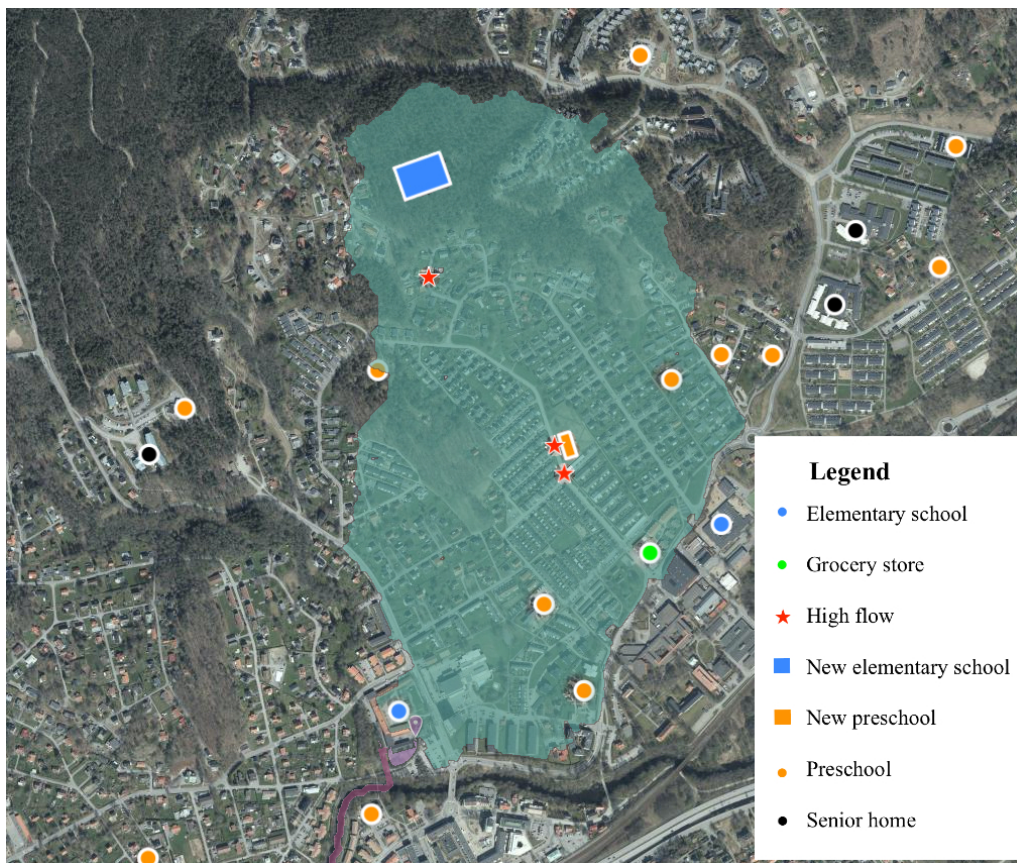 Legend
Elementary school
Grocery store
High flow
New elementary school
New preschool
Preschool
Senior home